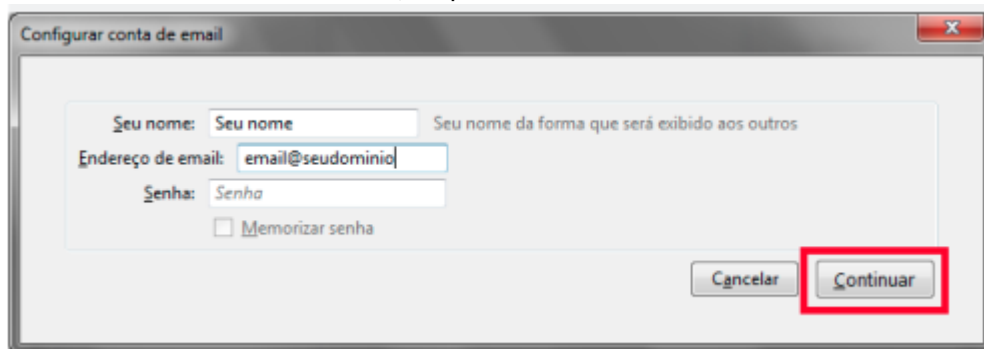 Configurar conta de email
Seu nome: Seu nome Seu nome da forma que será exibido aos outros
Endereço de email: email@seudominio
Senha: Senha
Memorizar senha
Cancelar Continuar